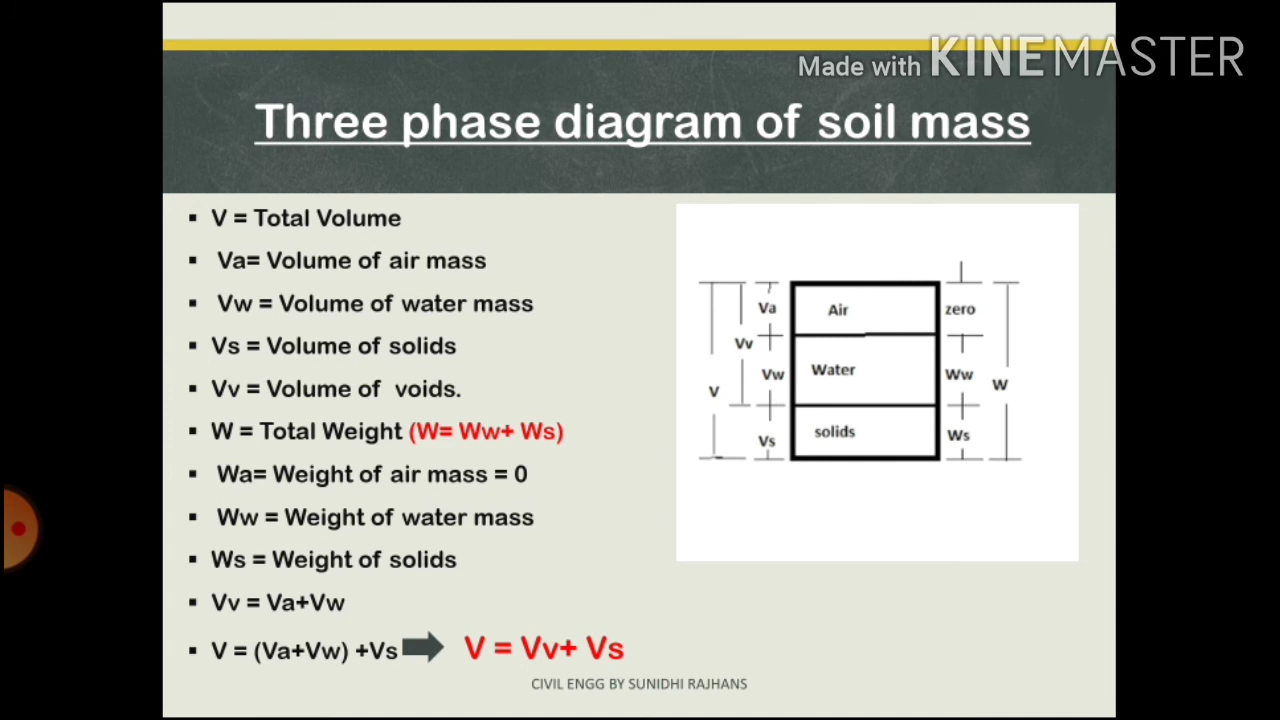 Made with KINEMASTER
Three phase diagram of soil mass
▪ V = Total Volume
▪ Va= Volume of air mass
▪ Vw = Volume of water mass
▪ Vs = Volume of solids
▪ Vv = Volume of voids.
▪ W = Total Weight (W= Ww+ Ws)
▪ Wa= Weight of air mass = 0
▪ Ww = Weight of water mass
▪ Ws = Weight of solids
▪ Vv = Va+Vw
▪ V = (Va+Vw) +Vs V = Vv+ Vs
Va Air zero
Vv
Vw Water Ww
V W
Vs solids Ws
CIVIL ENGG BY SUNIDHI RAJHANS